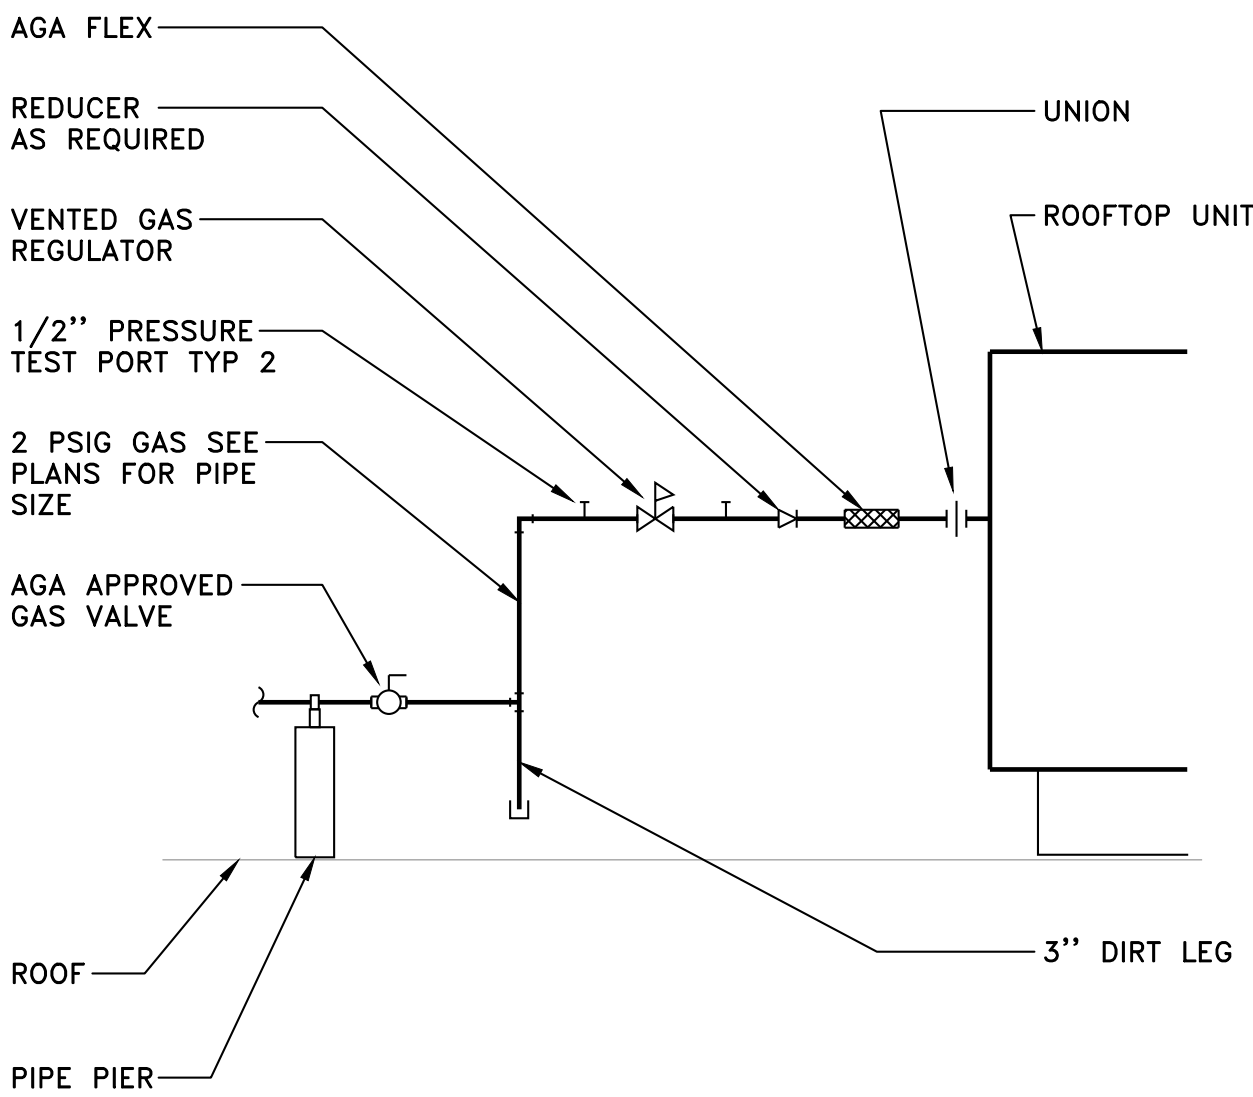 AGA FLEX
REDUCER
AS REQUIRED
VENTED GAS
REGULATOR
1/2’’ PRESSURE
TEST PORT TYP 2
2 PSIG GAS SEE
PLANS FOR PIPE
SIZE
AGA APPROVED
GAS VALVE
ROOF
PIPE PIER
UNION
ROOFTOP UNIT
3’’ DIRT LEG